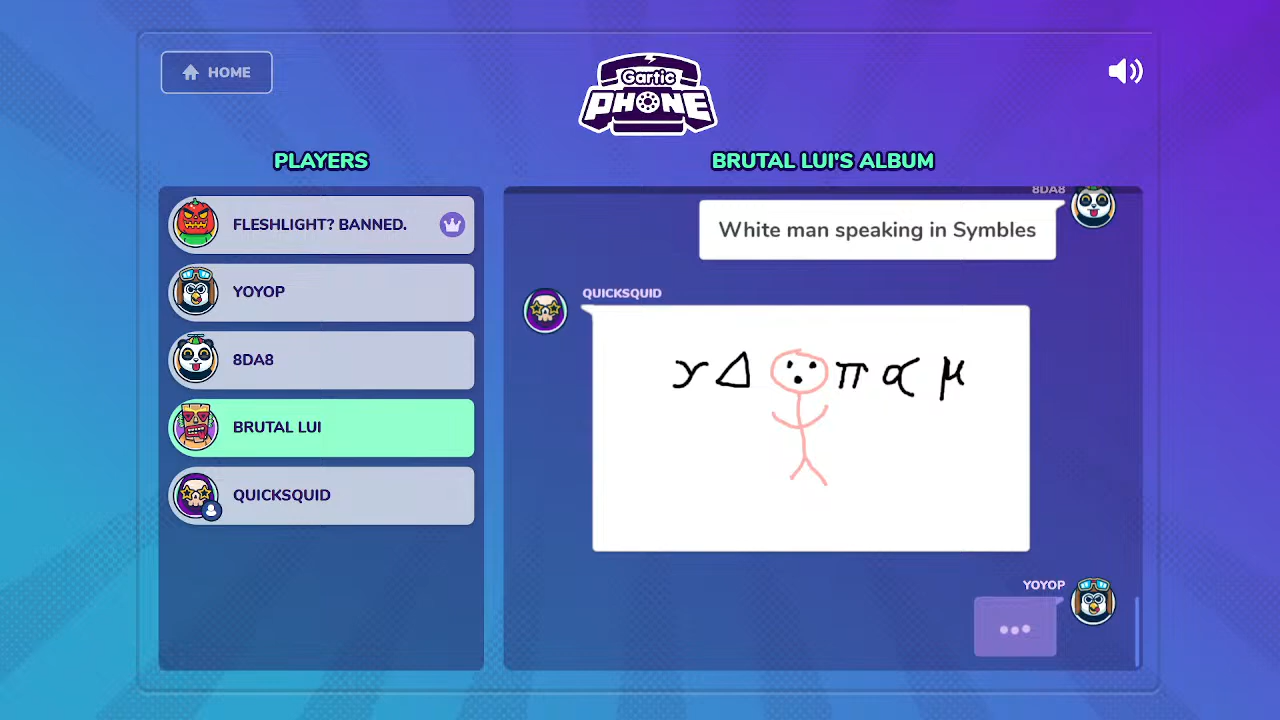 HOME
Gartic
PHONE
PLAYERS
BRUTAL LUI'S ALBUM
FLESHLIGHT? BANNED.
YOYOP
8DA8
BRUTAL LUI
QUICKSQUID
8DA8
White man speaking in Symbles
QUICKSQUID
γ Δ π α μ
YOYOP
...